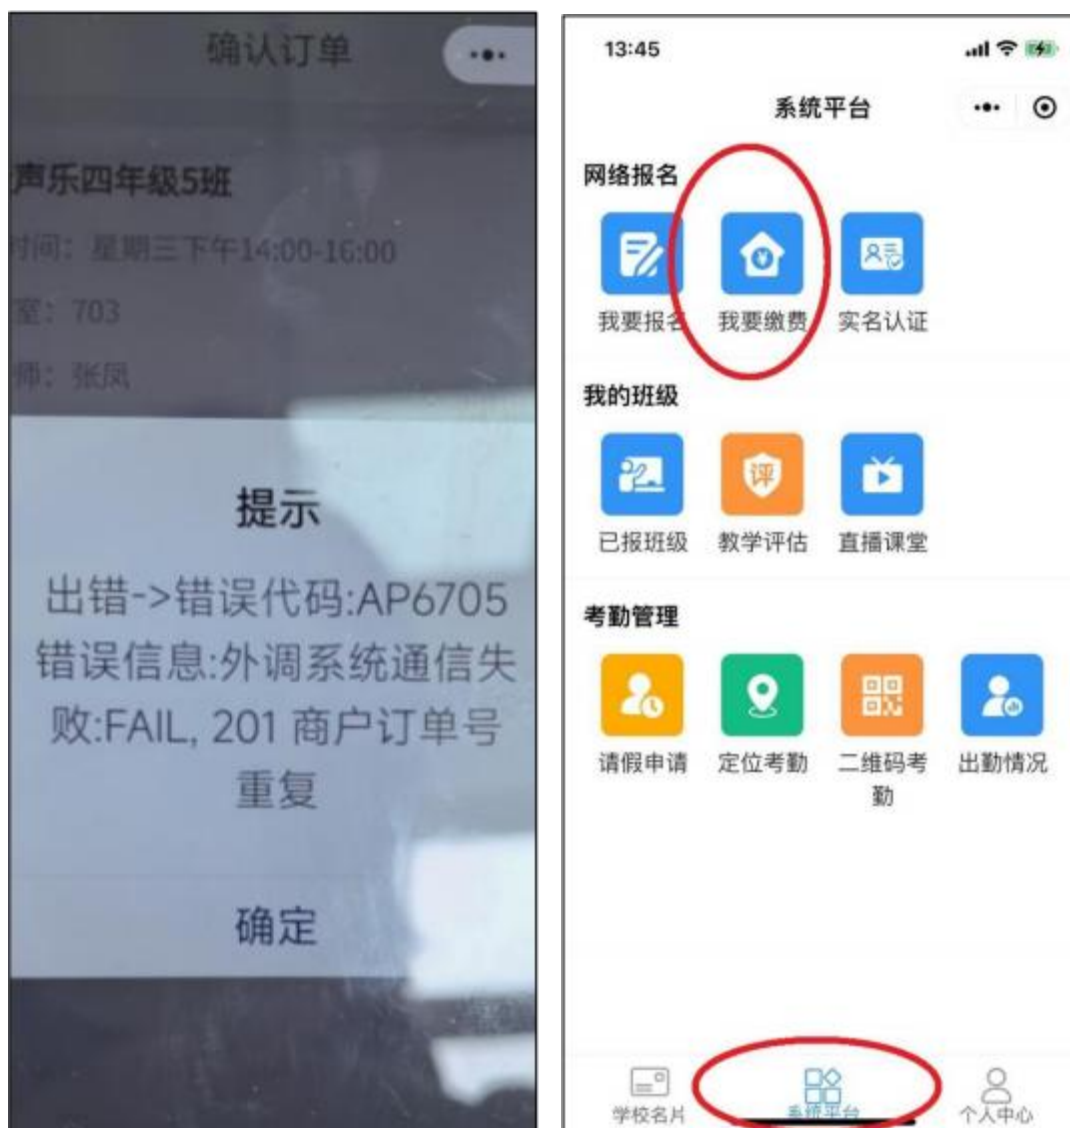 确认订单
声乐四年级5班
时间：星期三下午14:00-16:00
室：703
师：张凤
提示
出错->错误代码:AP6705
错误信息:外调系统通信失
败:FAIL, 201 商户订单号
重复
确定
13:45
系统平台
网络报名
我要报名
我要缴费
实名认证
我的班级
评
已报班级
教学评估
直播课堂
考勤管理
请假申请
定位考勤
二维码考
勤
出勤情况
学校名片
系统平台
个人中心